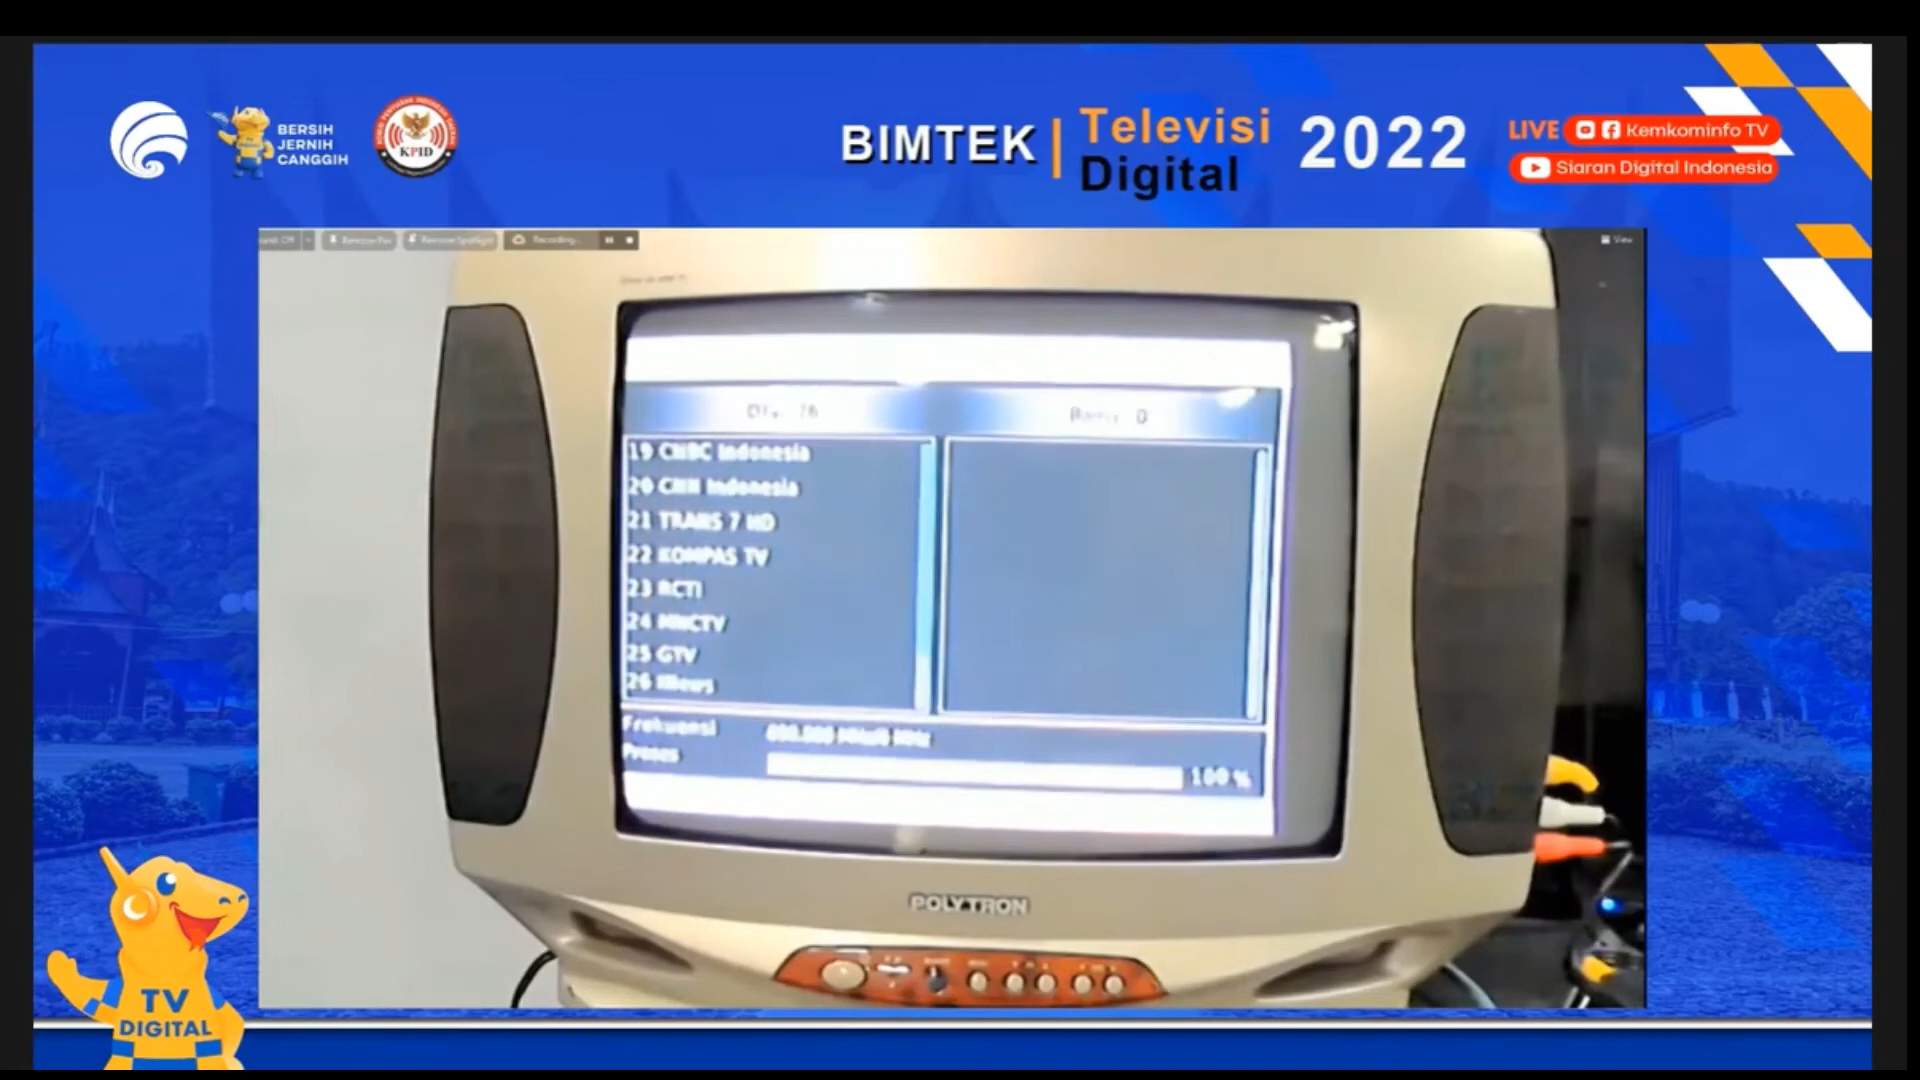 BERSIH
JERNIH
CANGGIH
KPID
BIMTEK
Televisi
Digital
2022
LIVE Kemkominfo TV
Siaran Digital Indonesia
Recording...
View
19 CNBC Indonesia
20 CNN Indonesia
21 TRANS 7 HD
22 KOMPAS TV
23 RCTI
24 MNCTV
25 GTV
26 iNews
Frekuensi
Proses
100 %
POLYTRON
TV
DIGITAL